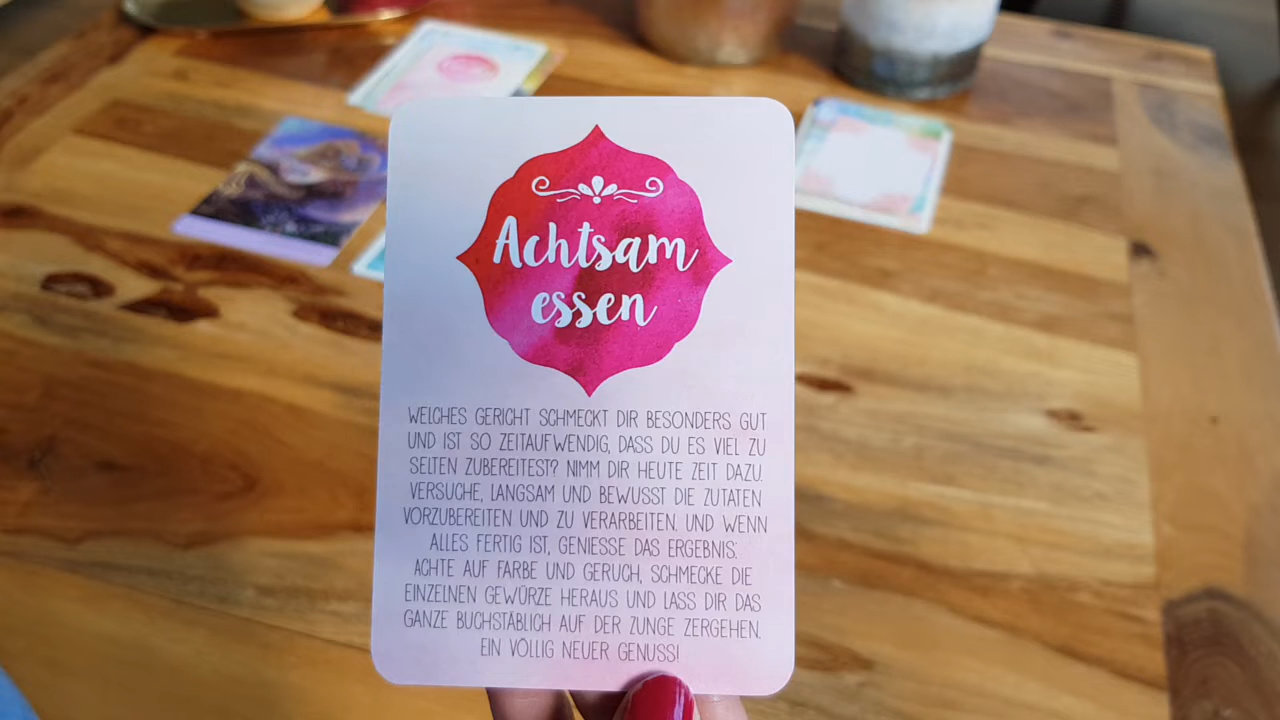 Achtsam
essen
WELCHES GERICHT SCHMECKT DIR BESONDERS GUT
UND IST SO ZEITAUFWENDIG, DASS DU ES VIEL ZU
SELTEN ZUBEREITEST? NIMM DIR HEUTE ZEIT DAZU.
VERSUCHE, LANGSAM UND BEWUSST DIE ZUTATEN
VORZUBEREITEN UND ZU VERARBEITEN. UND WENN
ALLES FERTIG IST, GENIESSE DAS ERGEBNIS:
ACHTE AUF FARBE UND GERUCH, SCHMECKE DIE
EINZELNEN GEWÜRZE HERAUS UND LASS DIR DAS
GANZE BUCHSTÄBLICH AUF DER ZUNGE ZERGEHEN.
EIN VÖLLIG NEUER GENUSS!